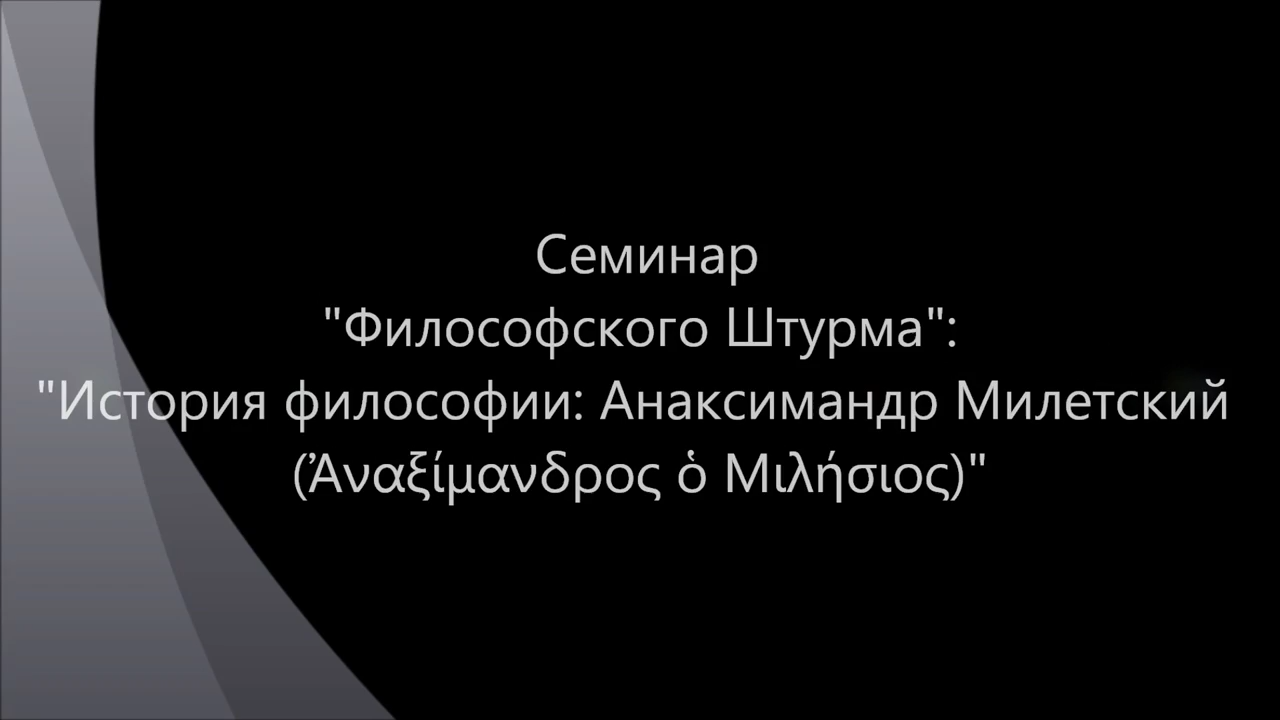 Семинар
"Философского Штурма":
"История философии: Анаксимандр Милетский
(Ἀναξίμανδρος ὁ Μιλήσιος)"